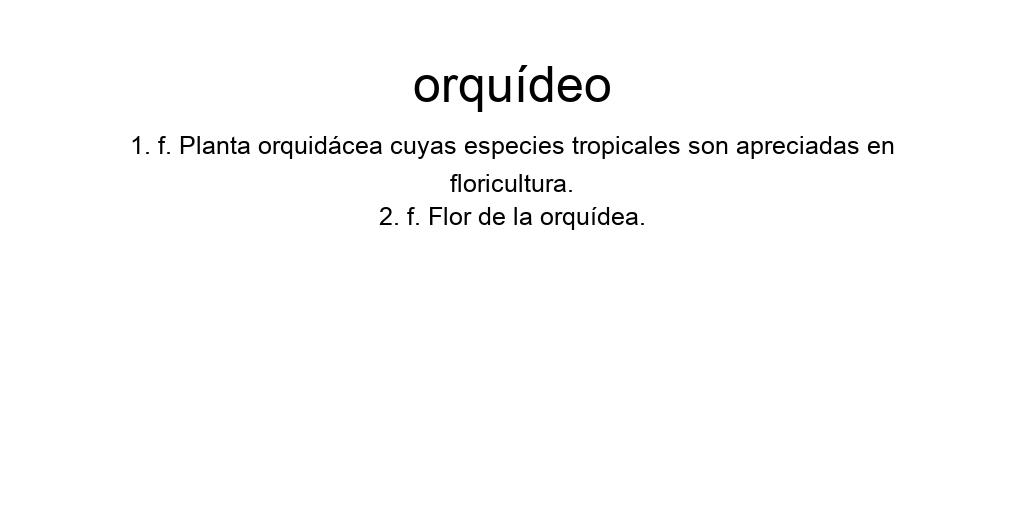 orquídeo
1. f. Planta orquidácea cuyas especies tropicales son apreciadas en
floricultura.
2. f. Flor de la orquídea.